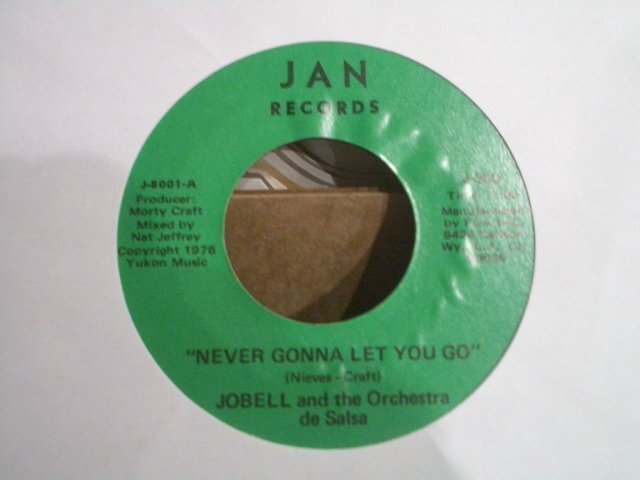 JAN
RECORDS
J-8001-A
Producer:
Morty Craft
Mixed by
Nat Jeffrey
Copyright 1976
Yukon Music
Manufactured
by
"NEVER GONNA LET YOU GO"
(Nieves - Craft)
JOBELL and the Orchestra
de Salsa